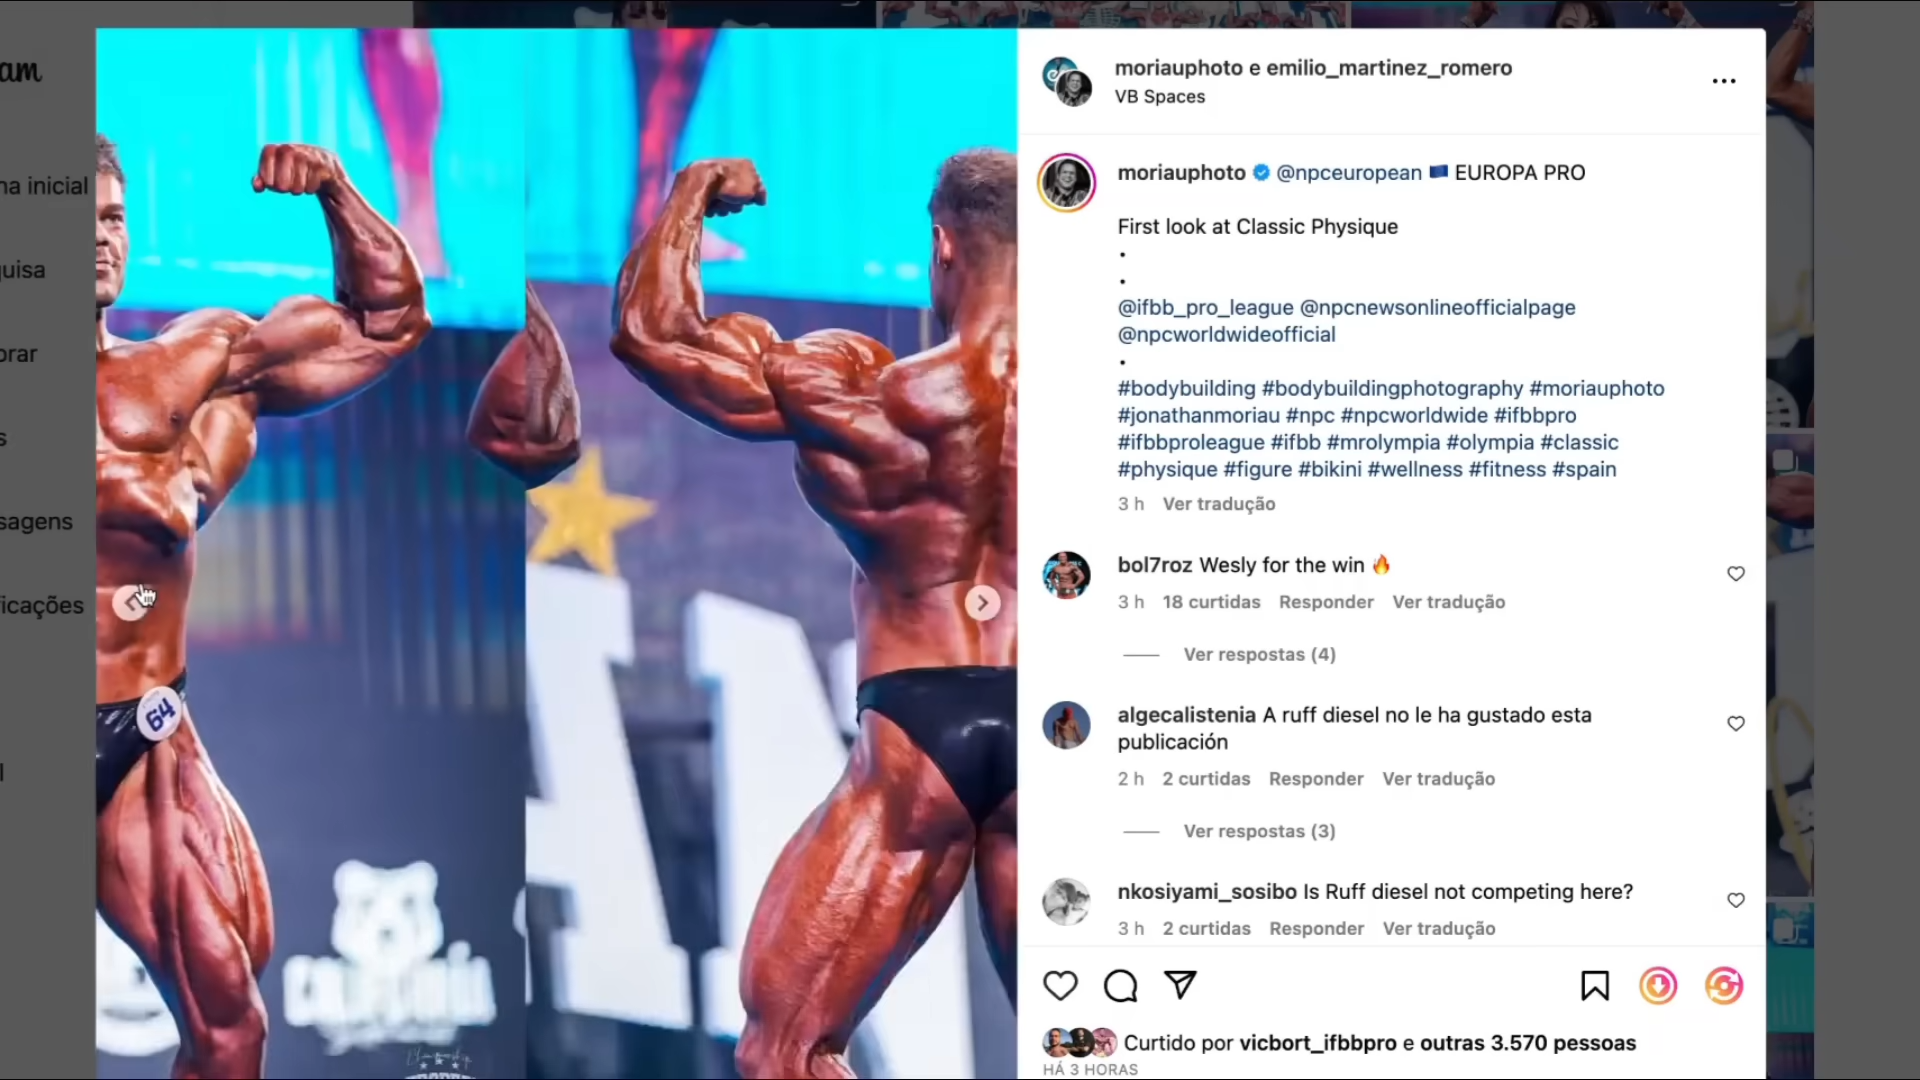 am
na inicial
quisa
orar
s
sagens
icações
l
64
moriauphoto e emilio_martinez_romero
VB Spaces
moriauphoto @npceuropean EUROPA PRO
First look at Classic Physique
•
•
@ifbb_pro_league @npcnewsonlineofficialpage
@npcworldwideofficial
•
#bodybuilding #bodybuildingphotography #moriauphoto
#jonathanmoriau #npc #npcworldwide #ifbbpro
#ifbbproleague #ifbb #mrolympia #olympia #classic
#physique #figure #bikini #wellness #fitness #spain
3 h Ver tradução
bol7roz Wesly for the win 🔥
3 h 18 curtidas Responder Ver tradução
Ver respostas (4)
algecalistenia A ruff diesel no le ha gustado esta
publicación
2 h 2 curtidas Responder Ver tradução
Ver respostas (3)
nkosiyami_sosibo Is Ruff diesel not competing here?
3 h 2 curtidas Responder Ver tradução
Curtido por vicbort_ifbbpro e outras 3.570 pessoas
HÁ 3 HORAS